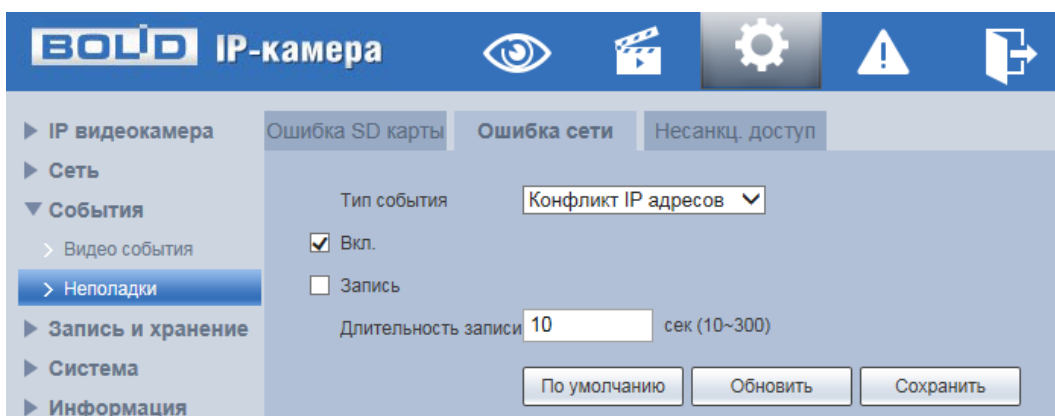 BOLID IP-камера
IP видеокамера
Сеть
События
Видео события
Неполадки
Запись и хранение
Система
Информация
Ошибка SD карты Ошибка сети Несанкц. доступ
Тип события Конфликт IP адресов
Вкл.
Запись
Длительность записи 10 сек (10~300)
По умолчанию Обновить Сохранить